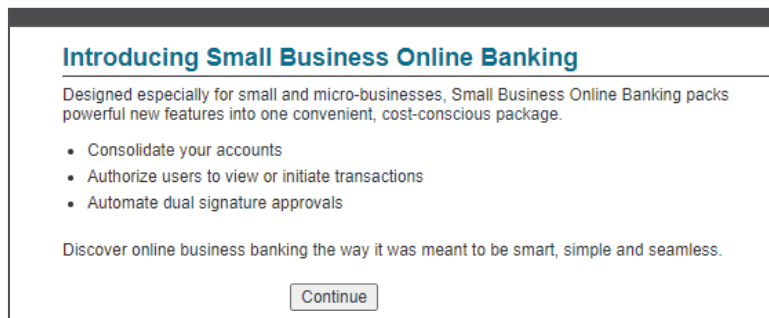 Introducing Small Business Online Banking
Designed especially for small and micro-businesses, Small Business Online Banking packs
powerful new features into one convenient, cost-conscious package.
• Consolidate your accounts
• Authorize users to view or initiate transactions
• Automate dual signature approvals
Discover online business banking the way it was meant to be smart, simple and seamless.
Continue